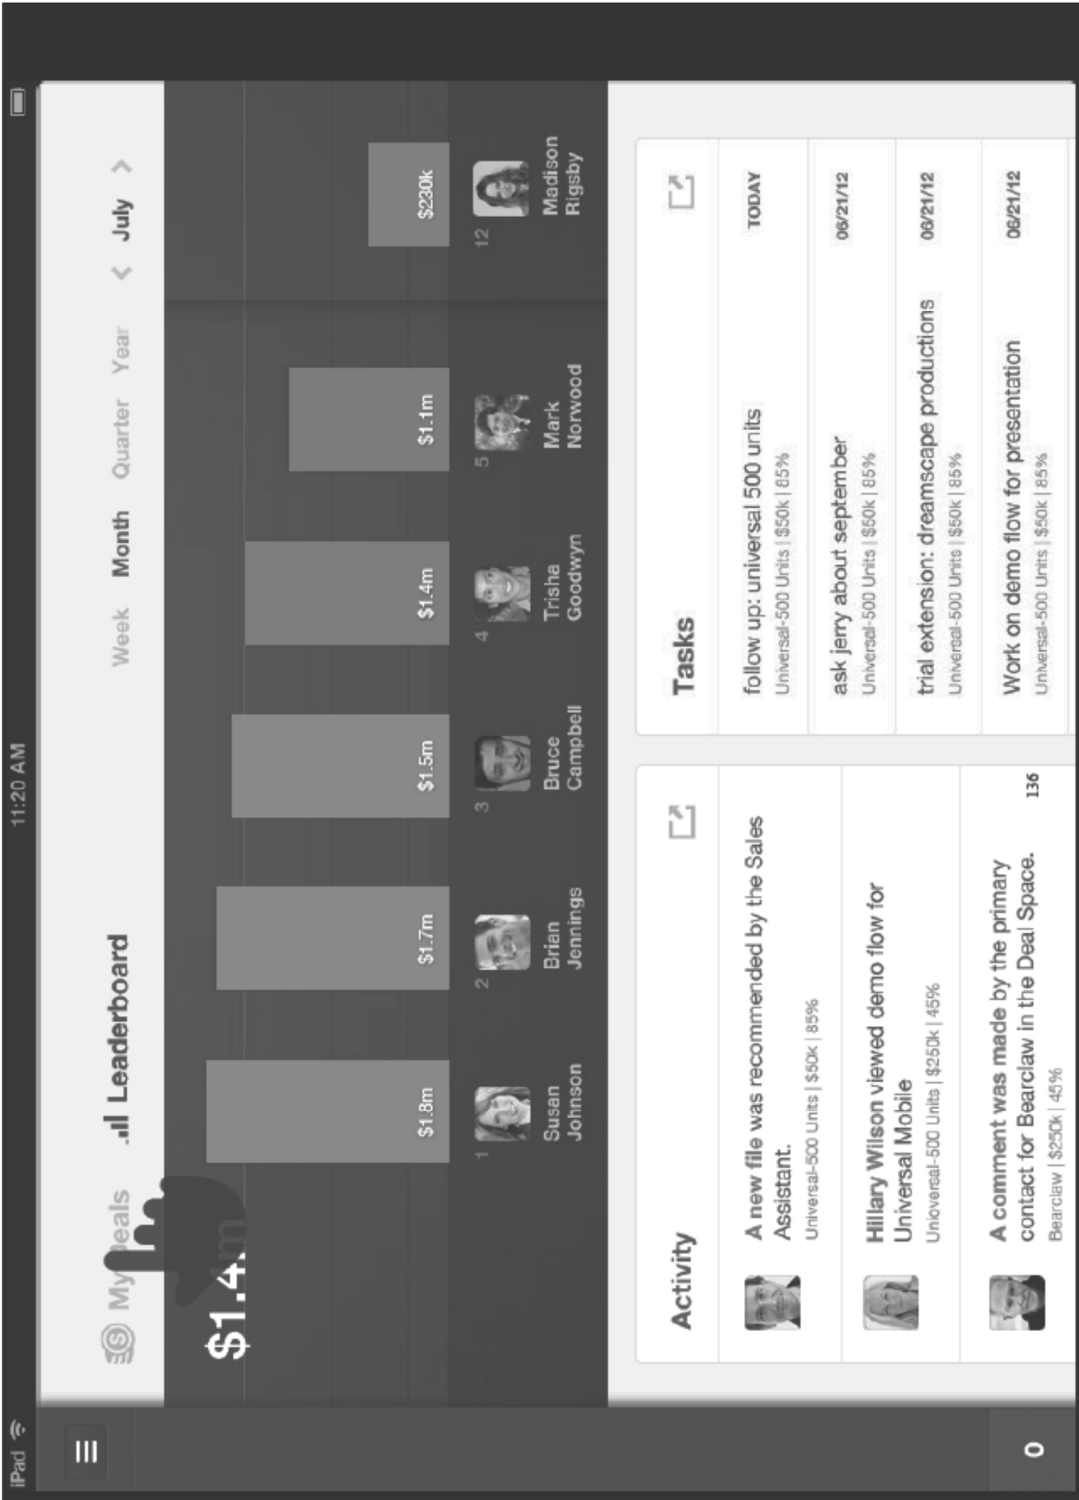 iPad
11:20 AM
My Deals
Leaderboard
Week Month Quarter Year
July
$1.4m
$1.8m
$1.7m
$1.5m
$1.4m
$1.1m
$230k
1
2
3
4
5
12
Susan
Johnson
Brian
Jennings
Bruce
Campbell
Trisha
Goodwyn
Mark
Norwood
Madison
Rigsby
Activity
A new file was recommended by the Sales
Assistant.
Universal-500 Units | $50k | 85%
Hillary Wilson viewed demo flow for
Universal Mobile
Unioversal-500 Units | $250k | 45%
A comment was made by the primary
contact for Bearclaw in the Deal Space.
Bearclaw | $250k | 45%
136
Tasks
follow up: universal 500 units
TODAY
Universal-500 Units | $50k | 85%
ask jerry about september
06/21/12
Universal-500 Units | $50k | 85%
trial extension: dreamscape productions
06/21/12
Universal-500 Units | $50k | 85%
Work on demo flow for presentation
06/21/12
Universal-500 Units | $50k | 85%
0